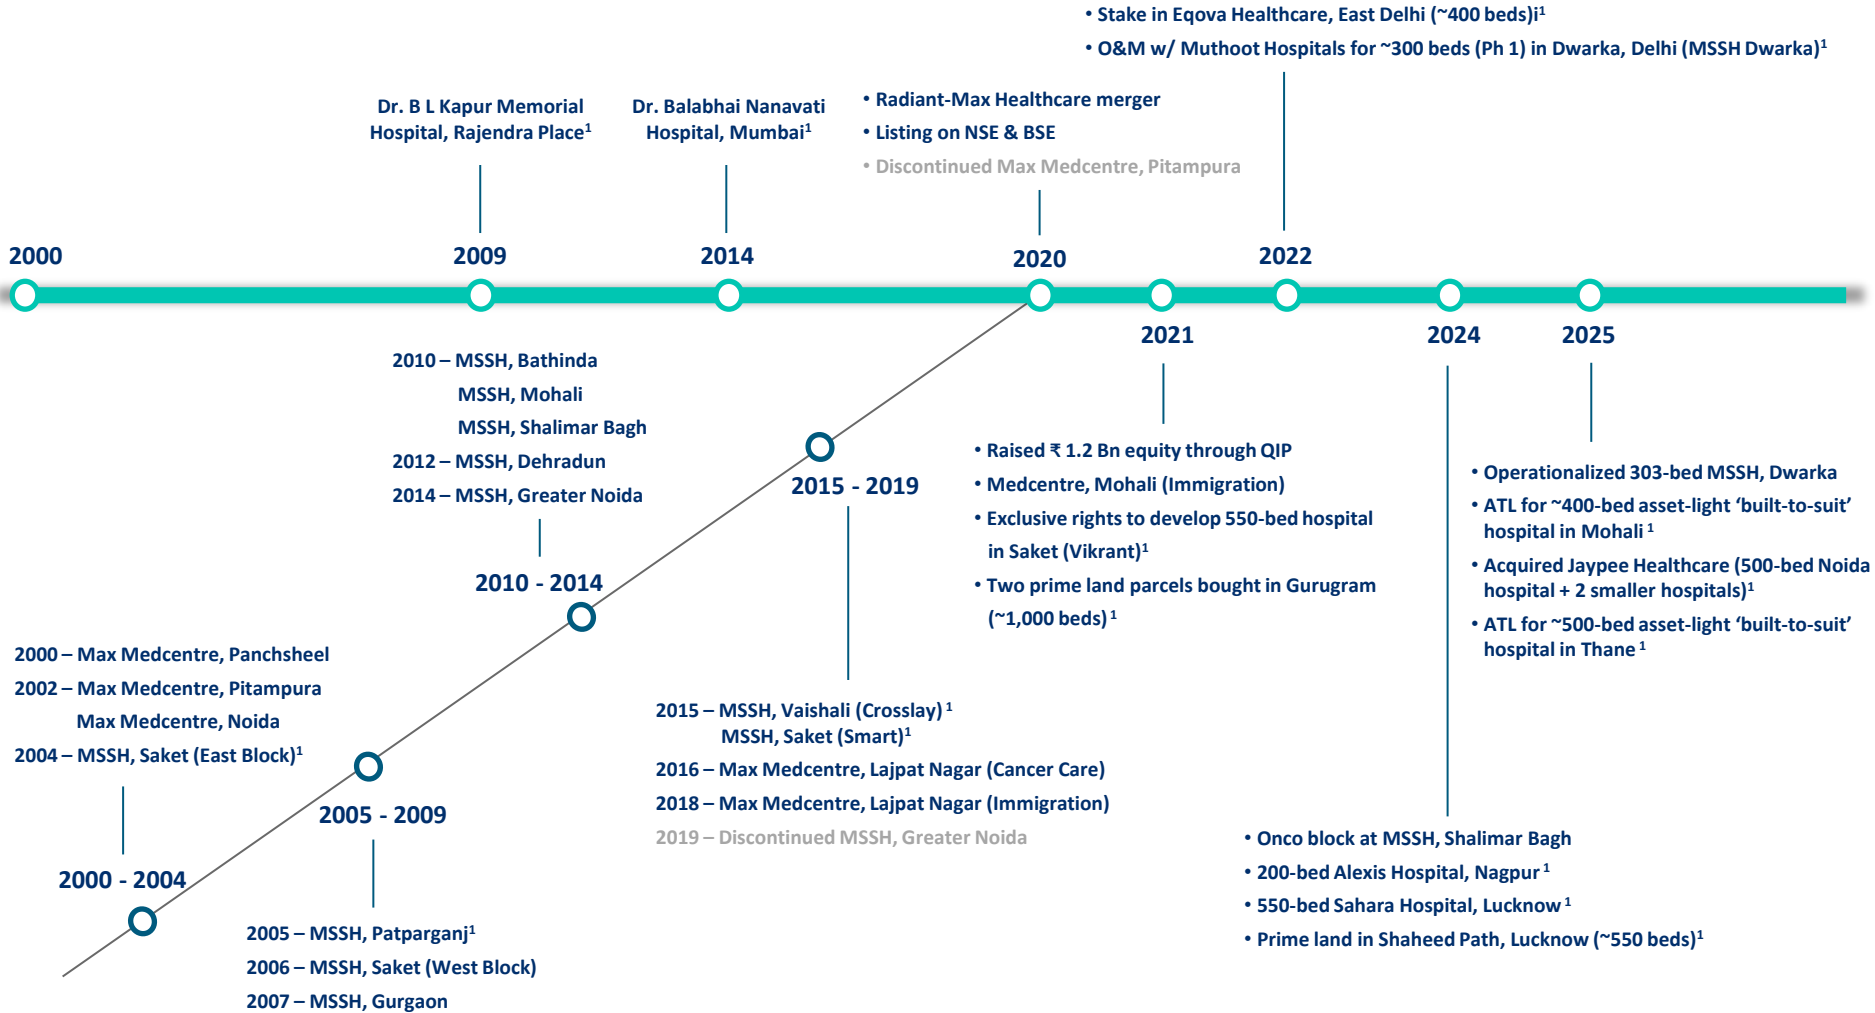 • Stake in Eqova Healthcare, East Delhi (~400 beds)i¹
• O&M w/ Muthoot Hospitals for ~300 beds (Ph 1) in Dwarka, Delhi (MSSH Dwarka)¹
Dr. B L Kapur Memorial
Hospital, Rajendra Place¹
Dr. Balabhai Nanavati
Hospital, Mumbai¹
• Radiant-Max Healthcare merger
• Listing on NSE & BSE
• Discontinued Max Medcentre, Pitampura
2000
2009
2014
2020
2022
2021
2024
2025
2010 – MSSH, Bathinda
MSSH, Mohali
MSSH, Shalimar Bagh
2012 – MSSH, Dehradun
2014 – MSSH, Greater Noida
2010 - 2014
2015 - 2019
• Raised ₹ 1.2 Bn equity through QIP
• Medcentre, Mohali (Immigration)
• Exclusive rights to develop 550-bed hospital
in Saket (Vikrant)¹
• Two prime land parcels bought in Gurugram
(~1,000 beds) ¹
• Operationalized 303-bed MSSH, Dwarka
• ATL for ~400-bed asset-light ‘built-to-suit’
hospital in Mohali ¹
• Acquired Jaypee Healthcare (500-bed Noida
hospital + 2 smaller hospitals)¹
• ATL for ~500-bed asset-light ‘built-to-suit’
hospital in Thane ¹
2000 – Max Medcentre, Panchsheel
2002 – Max Medcentre, Pitampura
Max Medcentre, Noida
2004 – MSSH, Saket (East Block)¹
2000 - 2004
2005 - 2009
2005 – MSSH, Patparganj¹
2006 – MSSH, Saket (West Block)
2007 – MSSH, Gurgaon
2015 – MSSH, Vaishali (Crosslay) ¹
MSSH, Saket (Smart)¹
2016 – Max Medcentre, Lajpat Nagar (Cancer Care)
2018 – Max Medcentre, Lajpat Nagar (Immigration)
2019 – Discontinued MSSH, Greater Noida
• Onco block at MSSH, Shalimar Bagh
• 200-bed Alexis Hospital, Nagpur ¹
• 550-bed Sahara Hospital, Lucknow ¹
• Prime land in Shaheed Path, Lucknow (~550 beds)¹